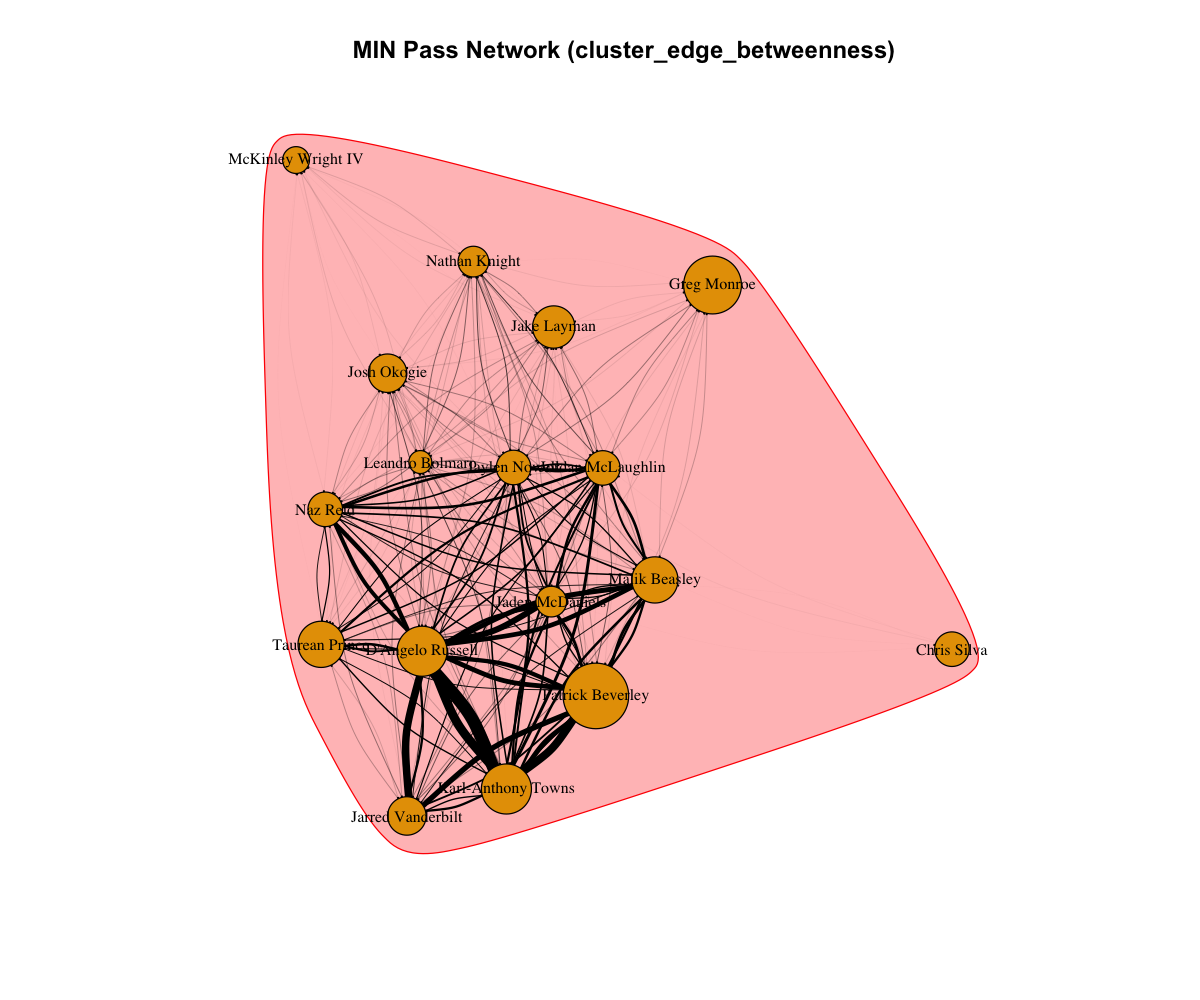 MIN Pass Network (cluster_edge_betweenness)
McKinley Wright IV
Nathan Knight
Greg Monroe
Jake Layman
Josh Okogie
Leandro Bolmaro
Jaylen Nowell
Jordan McLaughlin
Naz Reid
Malik Beasley
Jaden McDaniels
Taurean Prince
D'Angelo Russell
Chris Silva
Patrick Beverley
Karl-Anthony Towns
Jarred Vanderbilt